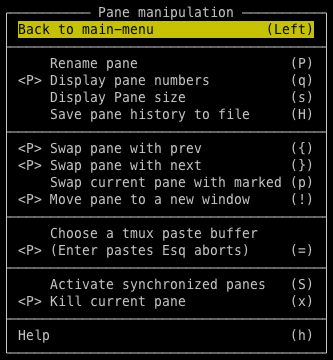 Pane manipulation
Back to main-menu (Left)
Rename pane (P)
<P> Display pane numbers (q)
Display Pane size (s)
Save pane history to file (H)
<P> Swap pane with prev ({)
<P> Swap pane with next (})
Swap current pane with marked (p)
<P> Move pane to a new window (!)
Choose a tmux paste buffer
<P> (Enter pastes Esq aborts) (=)
Activate synchronized panes (S)
<P> Kill current pane (x)
Help (h)